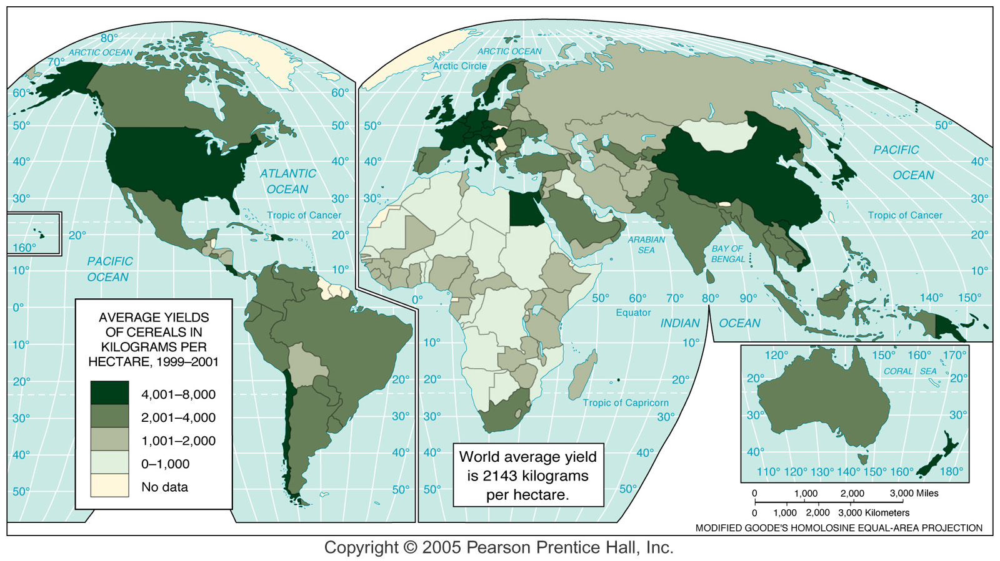 80°
ARCTIC OCEAN
70°
60°
50°
40°
30°
160°
20°
10°
0°
10°
20°
30°
40°
50°
60°
50°
40°
30°
20°
10°
ATLANTIC
OCEAN
Tropic of Cancer
PACIFIC
OCEAN
20°
30°
40°
50°
AVERAGE YIELDS
OF CEREALS IN
KILOGRAMS PER
HECTARE, 1999–2001
4,001–8,000
2,001–4,000
1,001–2,000
0–1,000
No data
ARCTIC OCEAN
Arctic Circle
50°
40°
30°
0°
10°
20°
30°
40°
50°
ARABIAN
SEA
BAY OF
BENGAL
50°
60°
70°
80°
90°
140°
150°
Equator
INDIAN
OCEAN
10°
20°
Tropic of Capricorn
30°
40°
50°
50°
PACIFIC
OCEAN
40°
30°
Tropic of Cancer
20°
10°
World average yield
is 2143 kilograms
per hectare.
120°
150°
160°
170°
CORAL SEA
20°
20°
30°
30°
40°
110°
120°
130°
140°
150°
160°
180°
0 1,000 2,000 3,000 Miles
0 1,000 2,000 3,000 Kilometers
MODIFIED GOODE'S HOMOLOSINE EQUAL-AREA PROJECTION
Copyright © 2005 Pearson Prentice Hall, Inc.